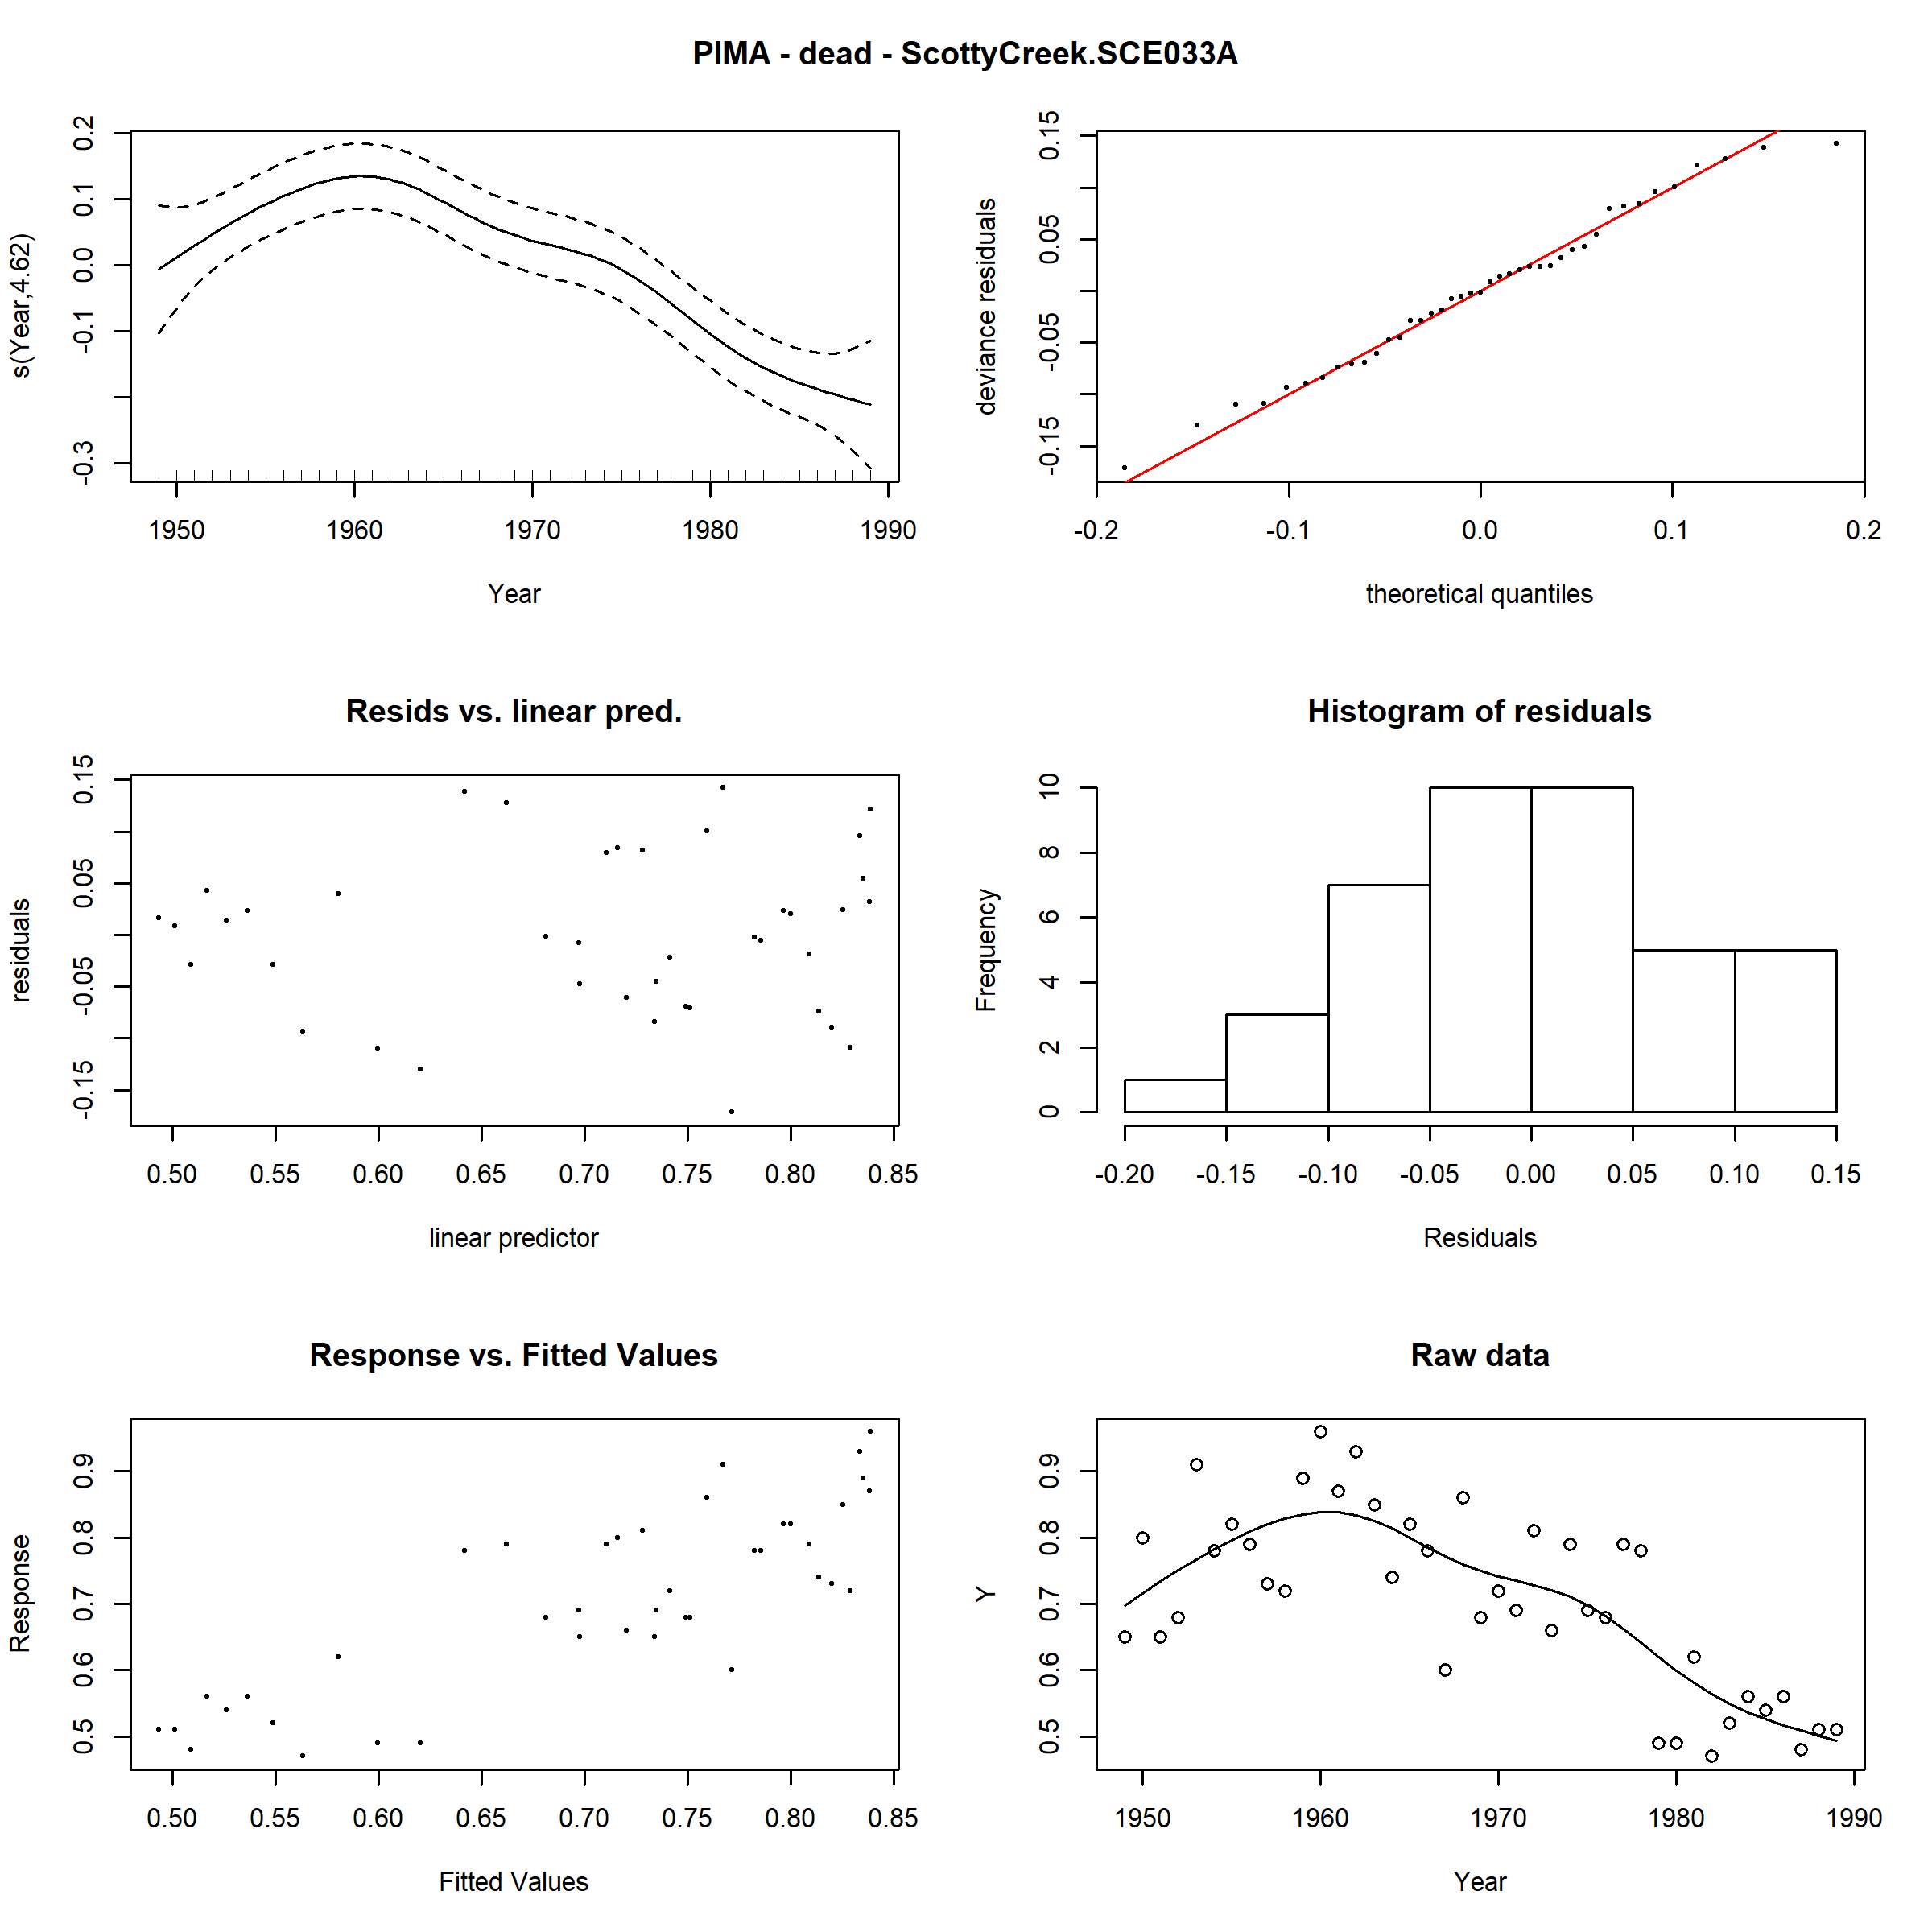 PIMA - dead - ScottyCreek.SCE033A
s(Year,4.62)
0.2
0.1
0.0
-0.1
-0.3
1950 1960 1970 1980 1990
Year
deviance residuals
0.15
0.05
-0.05
-0.15
-0.2 -0.1 0.0 0.1 0.2
theoretical quantiles
Resids vs. linear pred.
residuals
0.15
0.05
-0.05
-0.15
0.50 0.55 0.60 0.65 0.70 0.75 0.80 0.85
linear predictor
Histogram of residuals
Frequency
10
8
6
4
2
0
-0.20 -0.15 -0.10 -0.05 0.00 0.05 0.10 0.15
Residuals
Response vs. Fitted Values
Response
0.9
0.8
0.7
0.6
0.5
0.50 0.55 0.60 0.65 0.70 0.75 0.80 0.85
Fitted Values
Raw data
Y
0.9
0.8
0.7
0.6
0.5
1950 1960 1970 1980 1990
Year